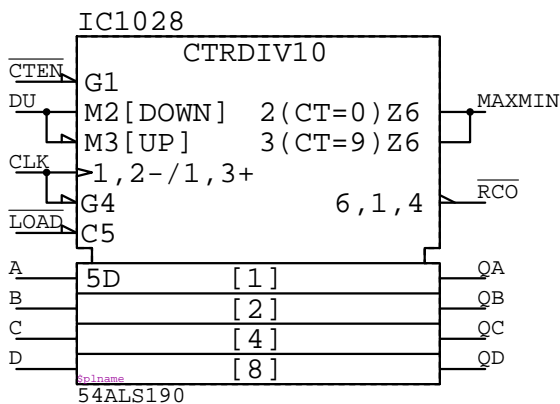 IC1028
CTRDIV10
CTEN
G1
DU
M2[DOWN]
2(CT=0)Z6
MAXMIN
M3[UP]
3(CT=9)Z6
CLK
1,2-/1,3+
G4
6,1,4
RCO
LOAD
C5
A
5D
[1]
QA
B
[2]
QB
C
[4]
QC
D
[8]
QD
$plname
54ALS190